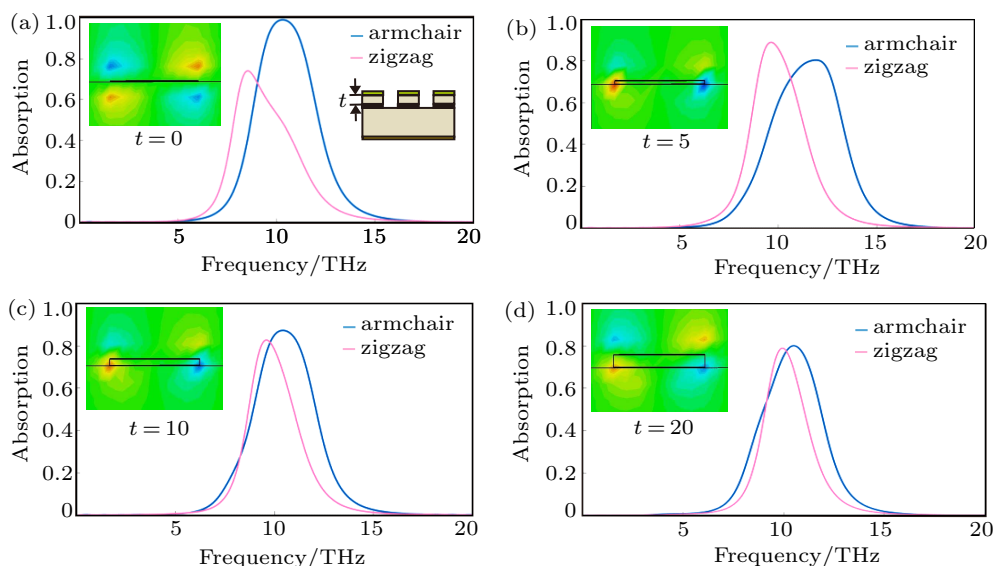 (a)
1.0
0.8
0.6
0.4
0.2
0
Absorption
armchair
zigzag
t
t = 0
5
10
15
20
Frequency/THz
(b)
1.0
0.8
0.6
0.4
0.2
0
Absorption
armchair
zigzag
t = 5
5
10
15
20
Frequency/THz
(c)
1.0
0.8
0.6
0.4
0.2
0
Absorption
armchair
zigzag
t = 10
5
10
15
20
Frequency/THz
(d)
1.0
0.8
0.6
0.4
0.2
0
Absorption
armchair
zigzag
t = 20
5
10
15
20
Frequency/THz